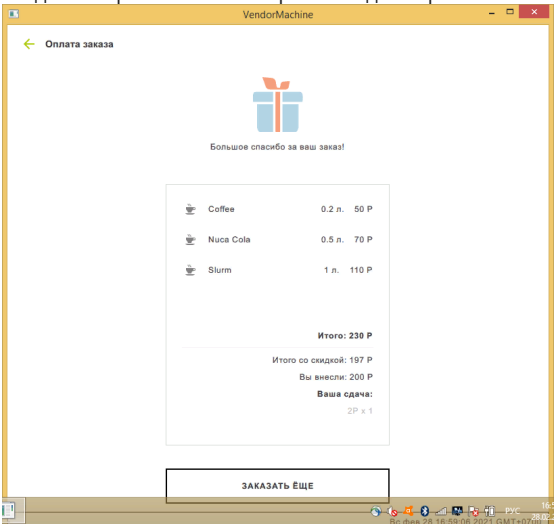 VendorMachine
Оплата заказа
Большое спасибо за ваш заказ!
Coffee 0.2 л. 50 Р
Nuca Cola 0.5 л. 70 Р
Slurm 1 л. 110 Р
Итого: 230 Р
Итого со скидкой: 197 Р
Вы внесли: 200 Р
Ваша сдача:
2Р x 1
ЗАКАЗАТЬ ЁЩЕ
РУС
Вс фев 28 16:59:06 2021 GMT+0700